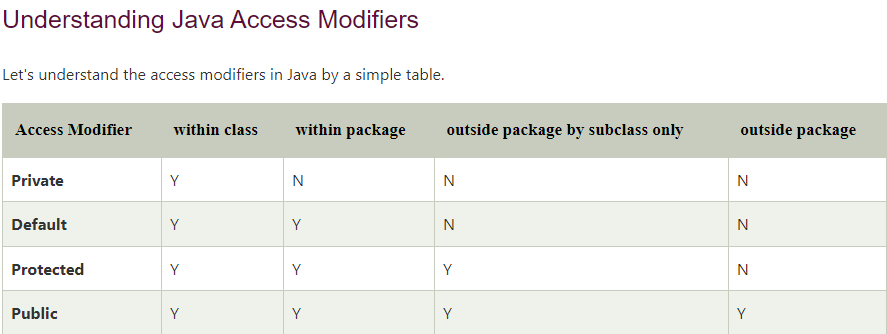 Understanding Java Access Modifiers
Let's understand the access modifiers in Java by a simple table.
Access Modifier within class within package outside package by subclass only outside package
Private Y N N N
Default Y Y N N
Protected Y Y Y N
Public Y Y Y Y